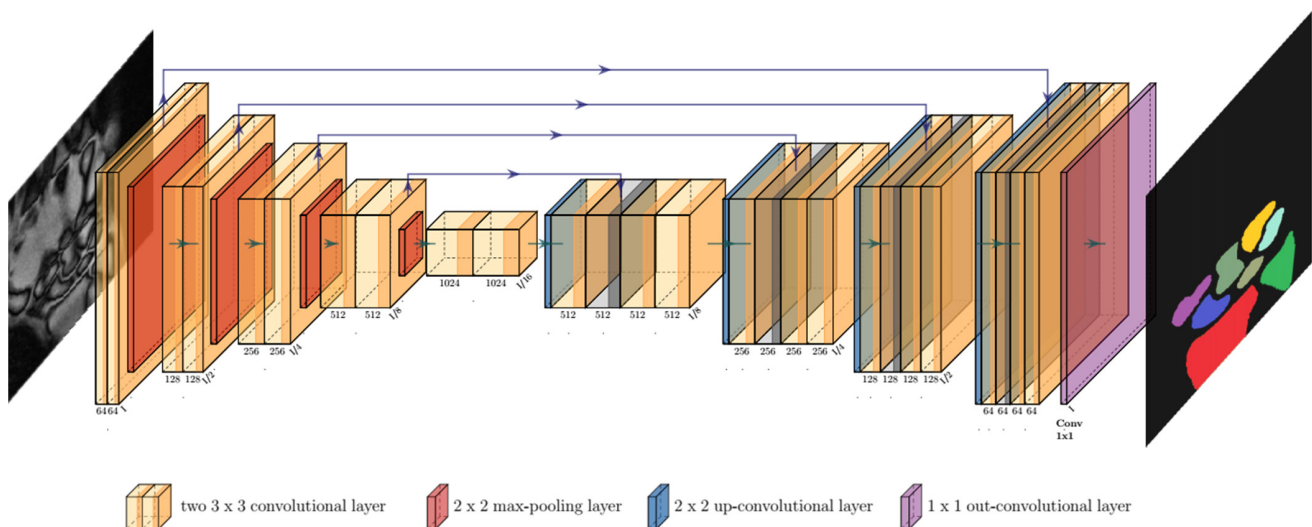 64 64 1
128 128 1/2
256 256 1/4
512 512 1/8
1024 1024 1/16
512 512 512 512 1/8
256 256 256 256 1/4
128 128 128 128 1/2
64 64 64 64
1
Conv
1x1
two 3 x 3 convolutional layer
2 x 2 max-pooling layer
2 x 2 up-convolutional layer
1 x 1 out-convolutional layer